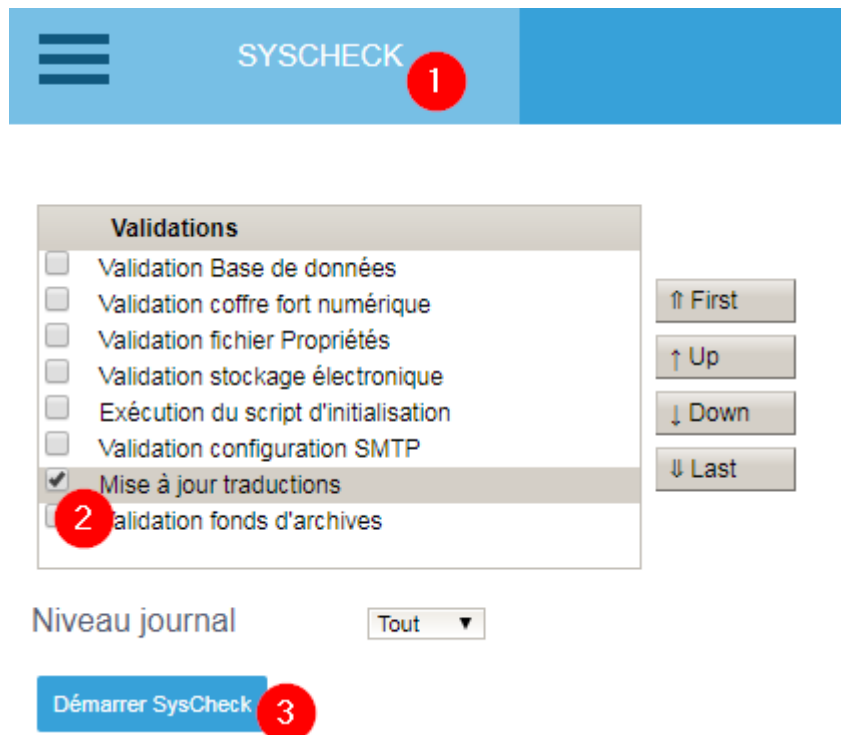 SYSCHECK
1
Validations
Validation Base de données
Validation coffre fort numérique
Validation fichier Propriétés
Validation stockage électronique
Exécution du script d'initialisation
Validation configuration SMTP
Mise à jour traductions
2
Validation fonds d'archives
⇑ First
↑ Up
↓ Down
⇓ Last
Niveau journal
Tout ▼
Démarrer SysCheck
3